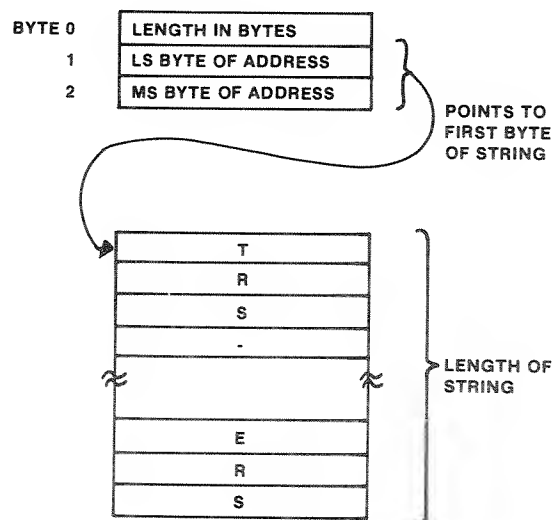 BYTE 0 LENGTH IN BYTES
1 LS BYTE OF ADDRESS
2 MS BYTE OF ADDRESS
POINTS TO
FIRST BYTE
OF STRING
T
R
S
-
LENGTH OF
STRING
E
R
S